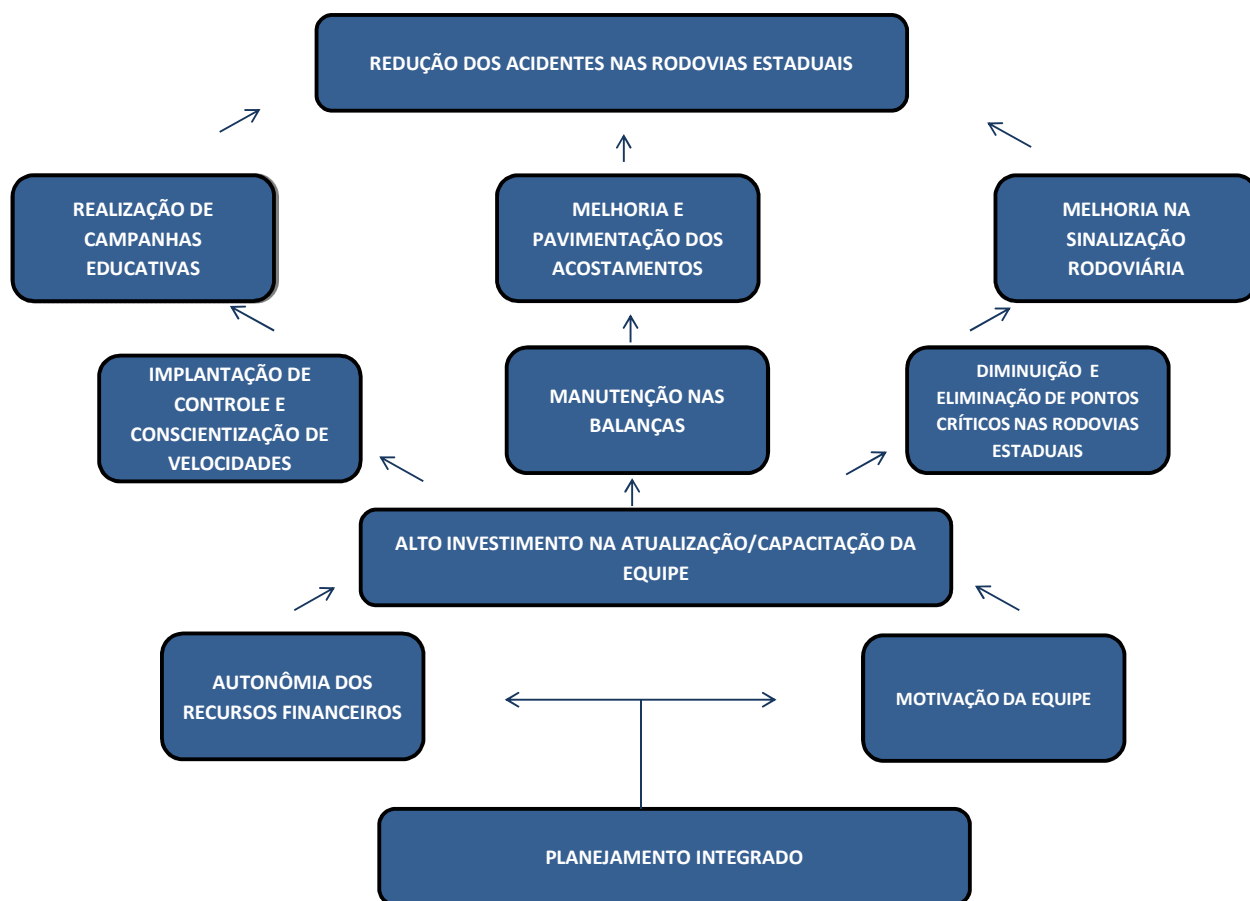 REDUÇÃO DOS ACIDENTES NAS RODOVIAS ESTADUAIS
REALIZAÇÃO DE
CAMPANHAS
EDUCATIVAS
MELHORIA E
PAVIMENTAÇÃO DOS
ACOSTAMENTOS
MELHORIA NA
SINALIZAÇÃO
RODOVIÁRIA
IMPLANTAÇÃO DE
CONTROLE E
CONSCIENTIZAÇÃO DE
VELOCIDADES
MANUTENÇÃO NAS
BALANÇAS
DIMINUIÇÃO E
ELIMINAÇÃO DE PONTOS
CRÍTICOS NAS RODOVIAS
ESTADUAIS
ALTO INVESTIMENTO NA ATUALIZAÇÃO/CAPACITAÇÃO DA
EQUIPE
AUTONÔMIA DOS
RECURSOS FINANCEIROS
MOTIVAÇÃO DA EQUIPE
PLANEJAMENTO INTEGRADO